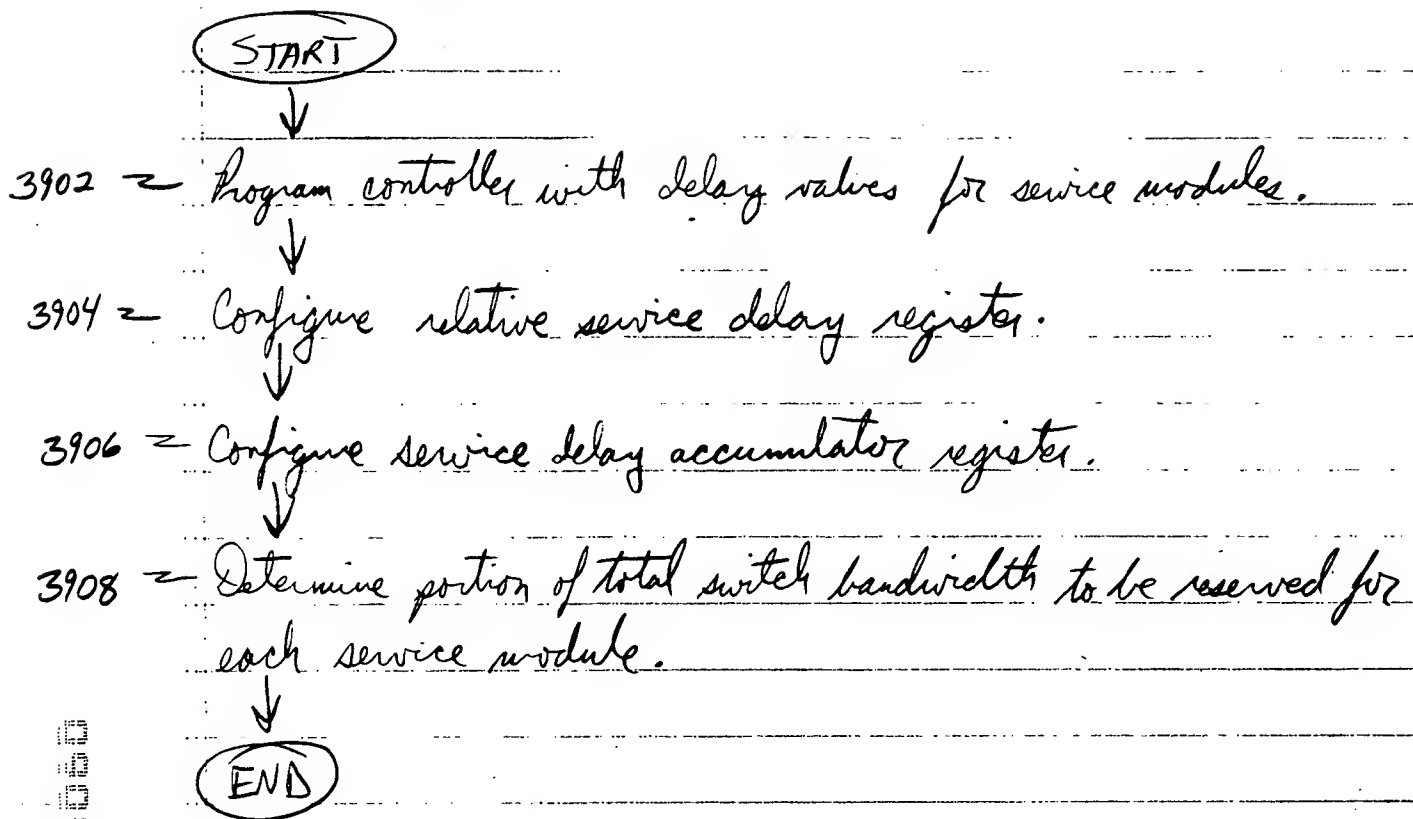 START
3902 Program controller with delay values for service modules.
3904 Configure relative service delay register.
3906 Configure service delay accumulator register.
3908 Determine portion of total switch bandwidth to be reserved for
each service module.
END